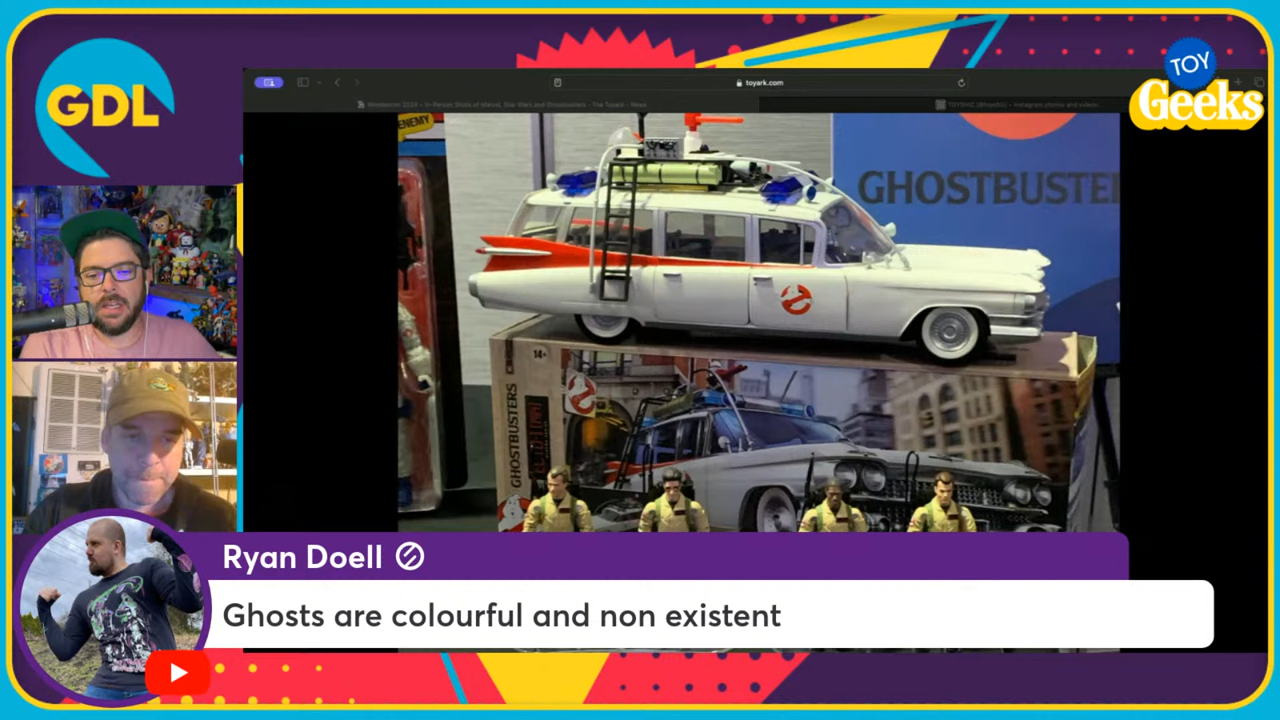 GDL
TOY
Geeks
toyark.com
ENEMY
GHOSTBUSTE
14+
GHOSTBUSTERS
Ryan Doell
Ghosts are colourful and non existent